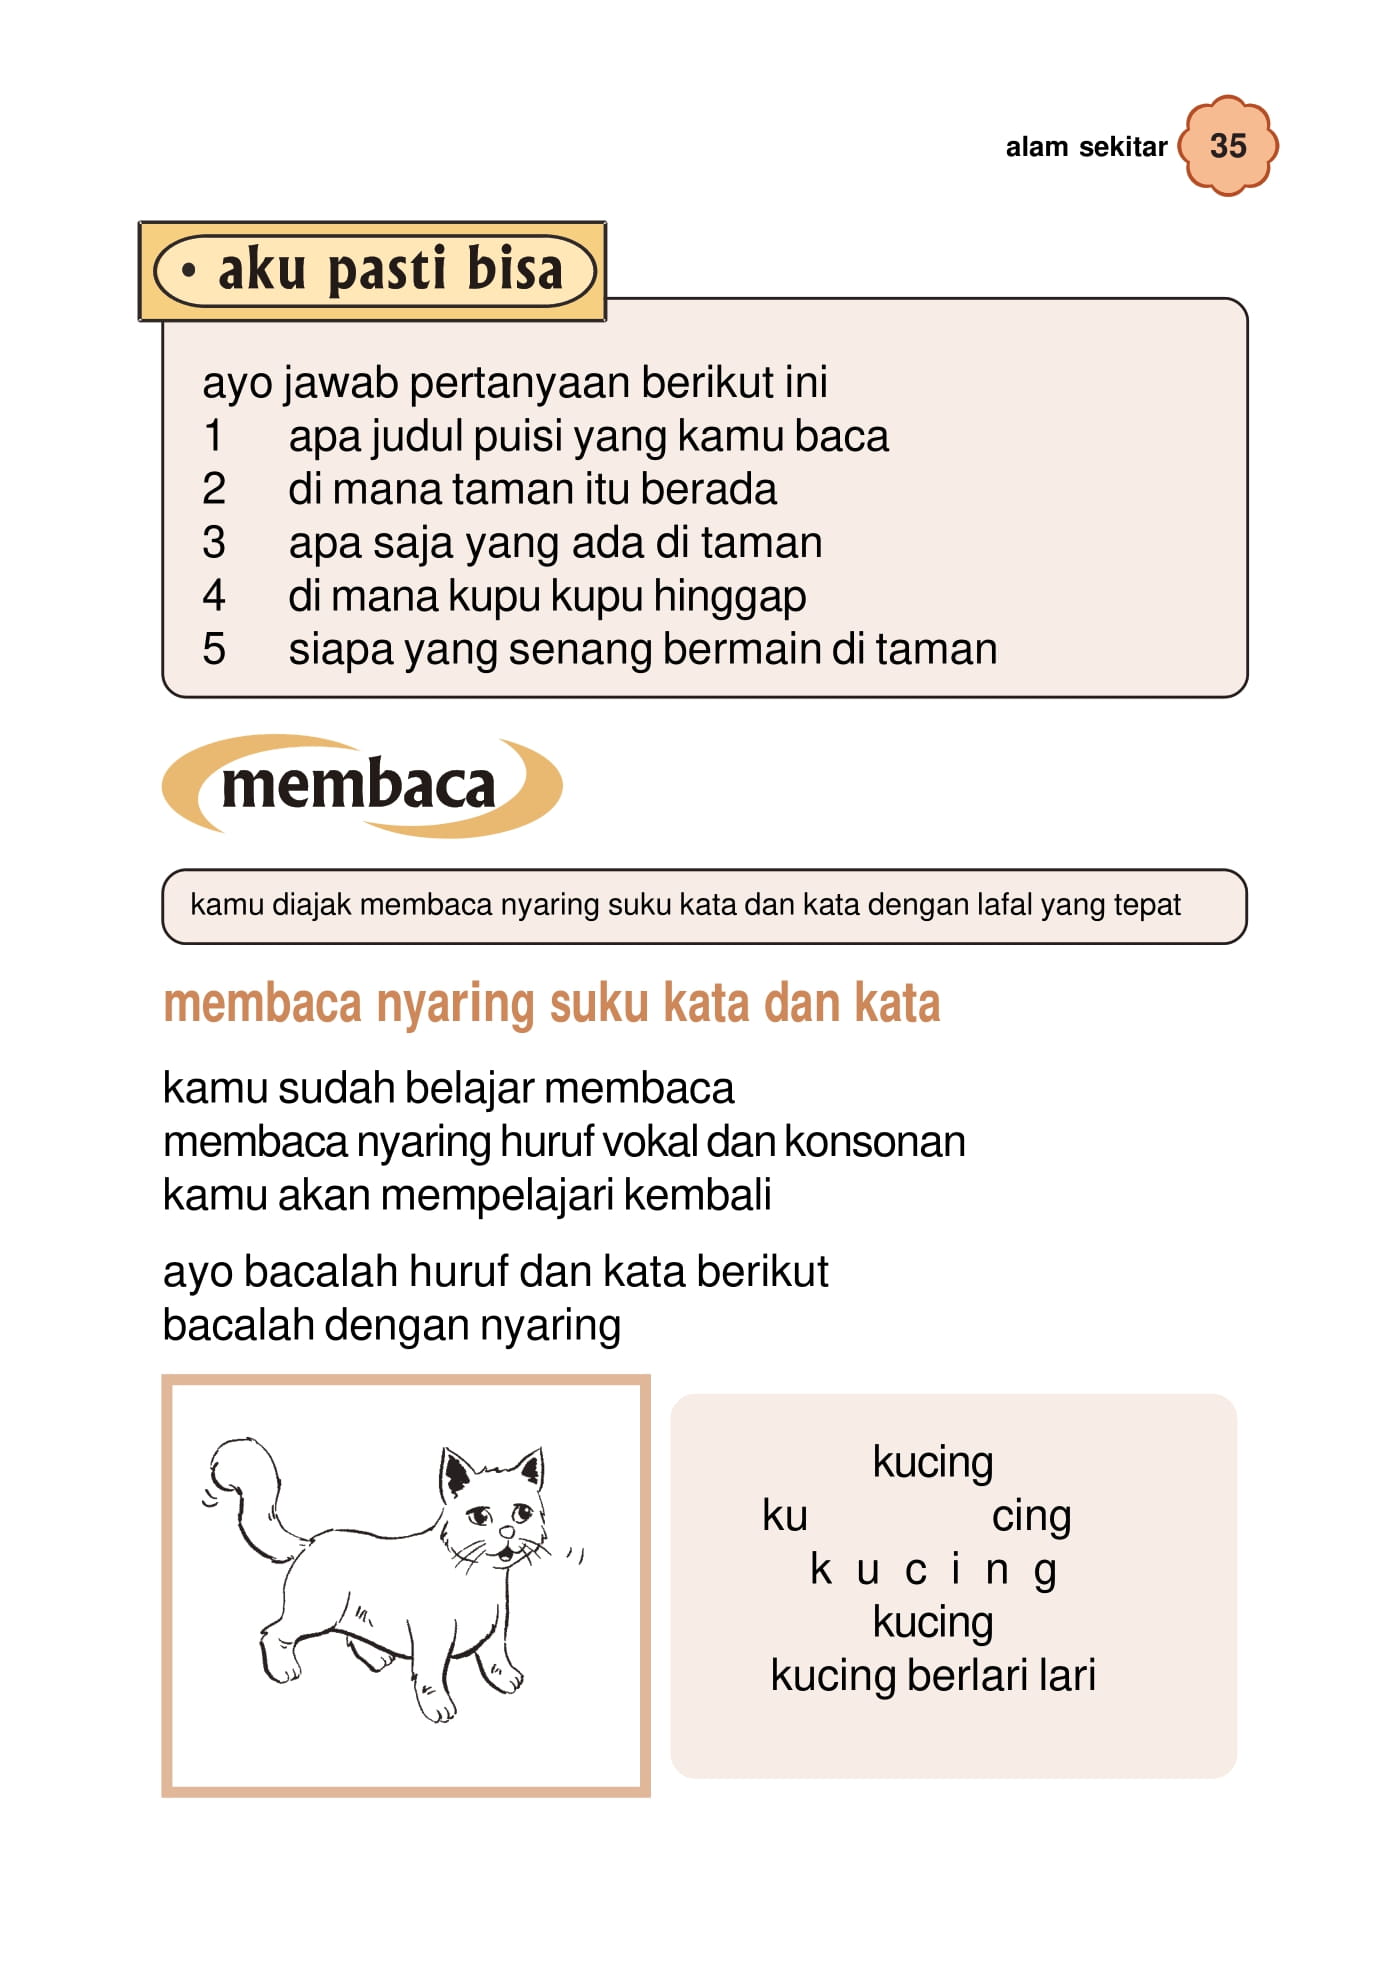 alam sekitar 35
• aku pasti bisa
ayo jawab pertanyaan berikut ini
1 apa judul puisi yang kamu baca
2 di mana taman itu berada
3 apa saja yang ada di taman
4 di mana kupu kupu hinggap
5 siapa yang senang bermain di taman
membaca
kamu diajak membaca nyaring suku kata dan kata dengan lafal yang tepat
membaca nyaring suku kata dan kata
kamu sudah belajar membaca
membaca nyaring huruf vokal dan konsonan
kamu akan mempelajari kembali
ayo bacalah huruf dan kata berikut
bacalah dengan nyaring
kucing
ku cing
k u c i n g
kucing
kucing berlari lari